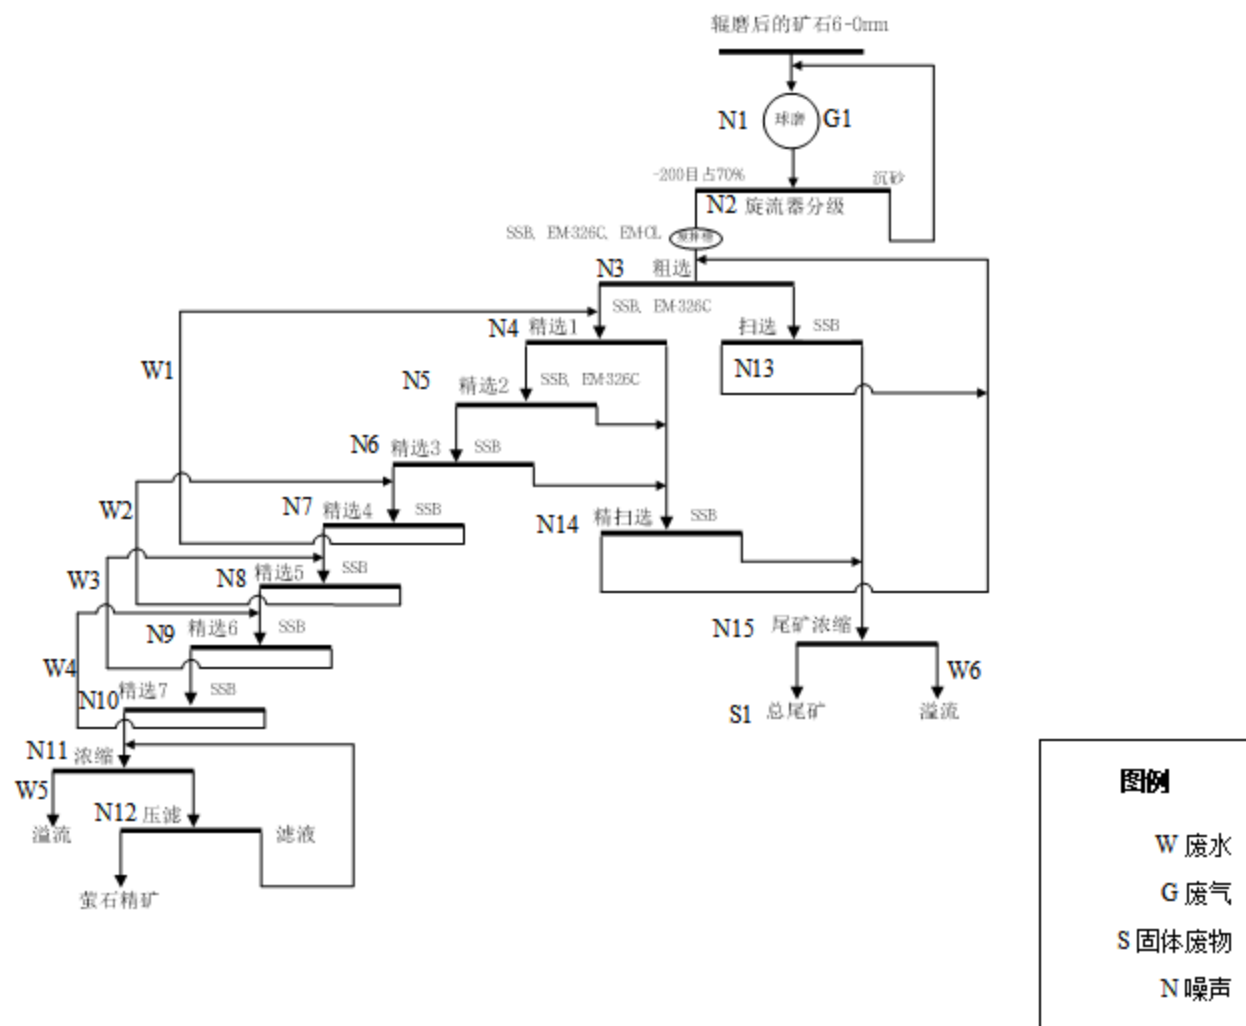 辊磨后的矿石6-0mm
N1 球磨 G1
-200目占70% 沉砂
N2 旋流器分级
SSB, EM-326C, EM-CL 搅拌槽
N3 粗选
SSB, EM-326C
N4 精选1 扫选 SSB
W1 N13
N5 精选2 SSB, EM-326C
N6 精选3 SSB
W2 N7 精选4 SSB N14 精扫选 SSB
W3 N8 精选5 SSB
N9 精选6 SSB N15 尾矿浓缩
W4 W6
N10 精选7 SSB S1 总尾矿 溢流
N11 浓缩
W5
N12 压滤
溢流 滤液
萤石精矿
图例
W 废水
G 废气
S 固体废物
N 噪声